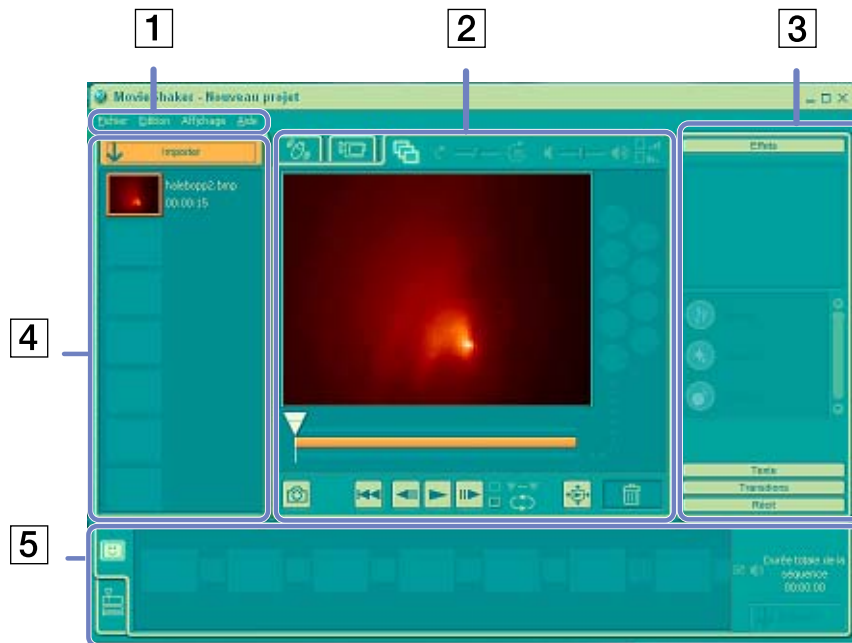 1
2
3
MovieShaker - Nouveau projet
Fichier Edition Affichage Aide
Importer
Effets
halebopp2.bmp
00:00:15
4
Texte
Transitions
Récit
5
Durée totale de la
séquence
00:00.00